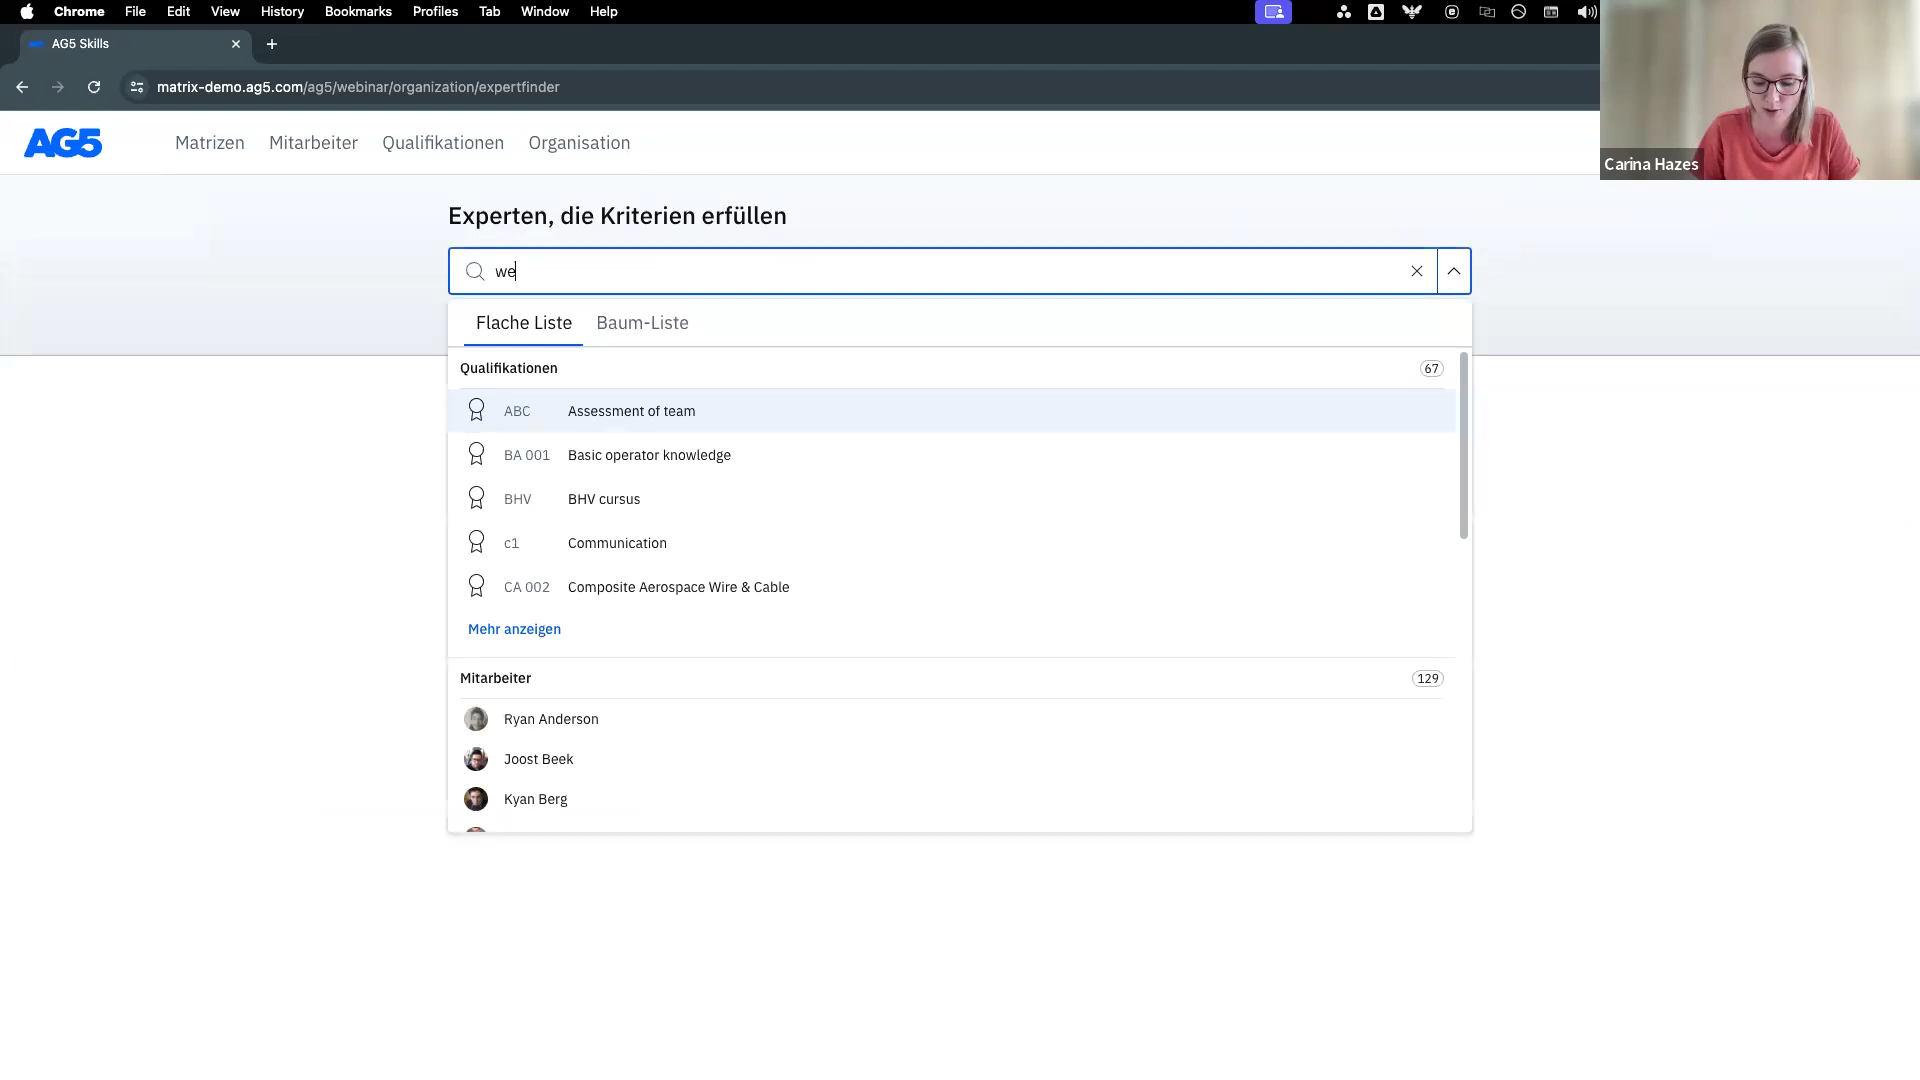 Chrome File Edit View History Bookmarks Profiles Tab Window Help
AG5 Skills
matrix-demo.ag5.com/ag5/webinar/organization/expertfinder
AG5 Matrizen Mitarbeiter Qualifikationen Organisation
Carina Hazes
Experten, die Kriterien erfüllen
we
Flache Liste Baum-Liste
Qualifikationen 67
ABC Assessment of team
BA 001 Basic operator knowledge
BHV BHV cursus
c1 Communication
CA 002 Composite Aerospace Wire & Cable
Mehr anzeigen
Mitarbeiter 129
Ryan Anderson
Joost Beek
Kyan Berg